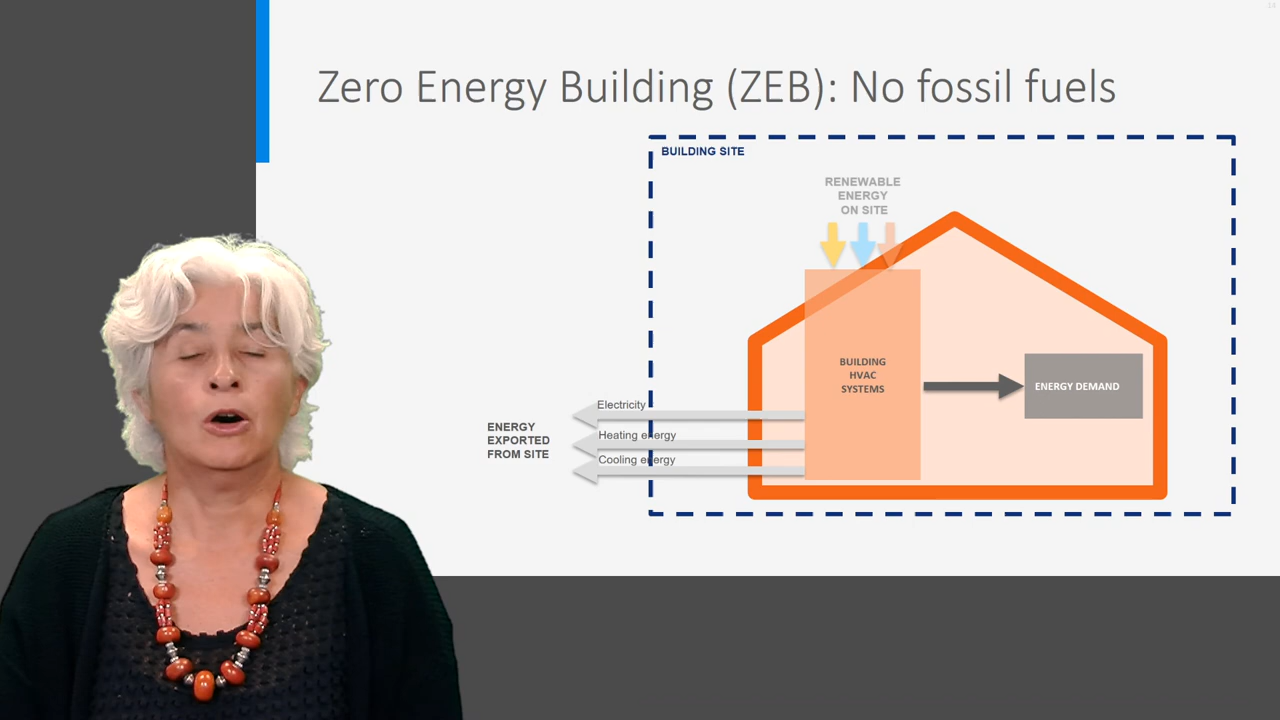 18
Zero Energy Building (ZEB): No fossil fuels
BUILDING SITE
RENEWABLE
ENERGY
ON SITE
BUILDING
HVAC
SYSTEMS
ENERGY DEMAND
Electricity
Heating energy
Cooling energy
ENERGY
EXPORTED
FROM SITE